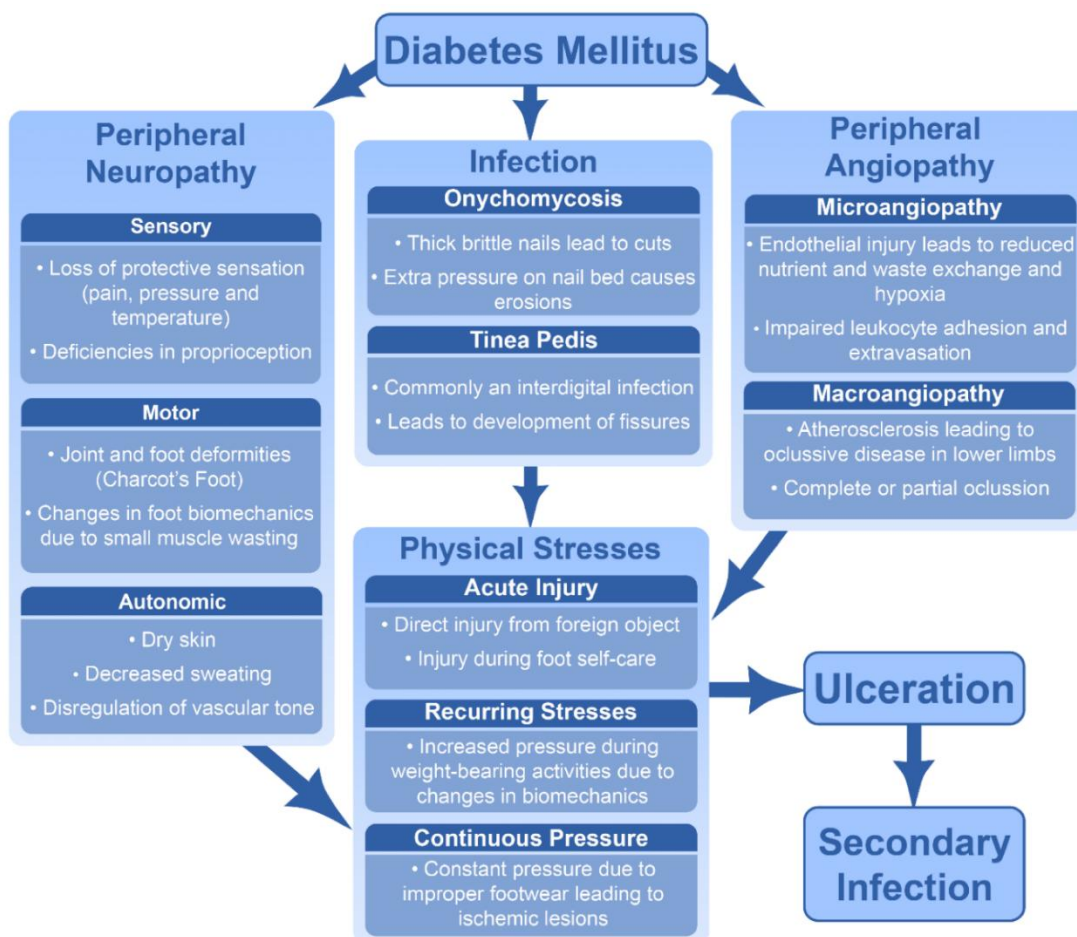 Diabetes Mellitus
Peripheral
Neuropathy
Sensory
• Loss of protective sensation
(pain, pressure and
temperature)
• Deficiencies in proprioception
Motor
• Joint and foot deformities
(Charcot's Foot)
• Changes in foot biomechanics
due to small muscle wasting
Autonomic
• Dry skin
• Decreased sweating
• Disregulation of vascular tone
Infection
Onychomycosis
• Thick brittle nails lead to cuts
• Extra pressure on nail bed causes
erosions
Tinea Pedis
• Commonly an interdigital infection
• Leads to development of fissures
Peripheral
Angiopathy
Microangiopathy
• Endothelial injury leads to reduced
nutrient and waste exchange and
hypoxia
• Impaired leukocyte adhesion and
extravasation
Macroangiopathy
• Atherosclerosis leading to
oclussive disease in lower limbs
• Complete or partial oclussion
Physical Stresses
Acute Injury
• Direct injury from foreign object
• Injury during foot self-care
Recurring Stresses
• Increased pressure during
weight-bearing activities due to
changes in biomechanics
Continuous Pressure
• Constant pressure due to
improper footwear leading to
ischemic lesions
Ulceration
Secondary
Infection